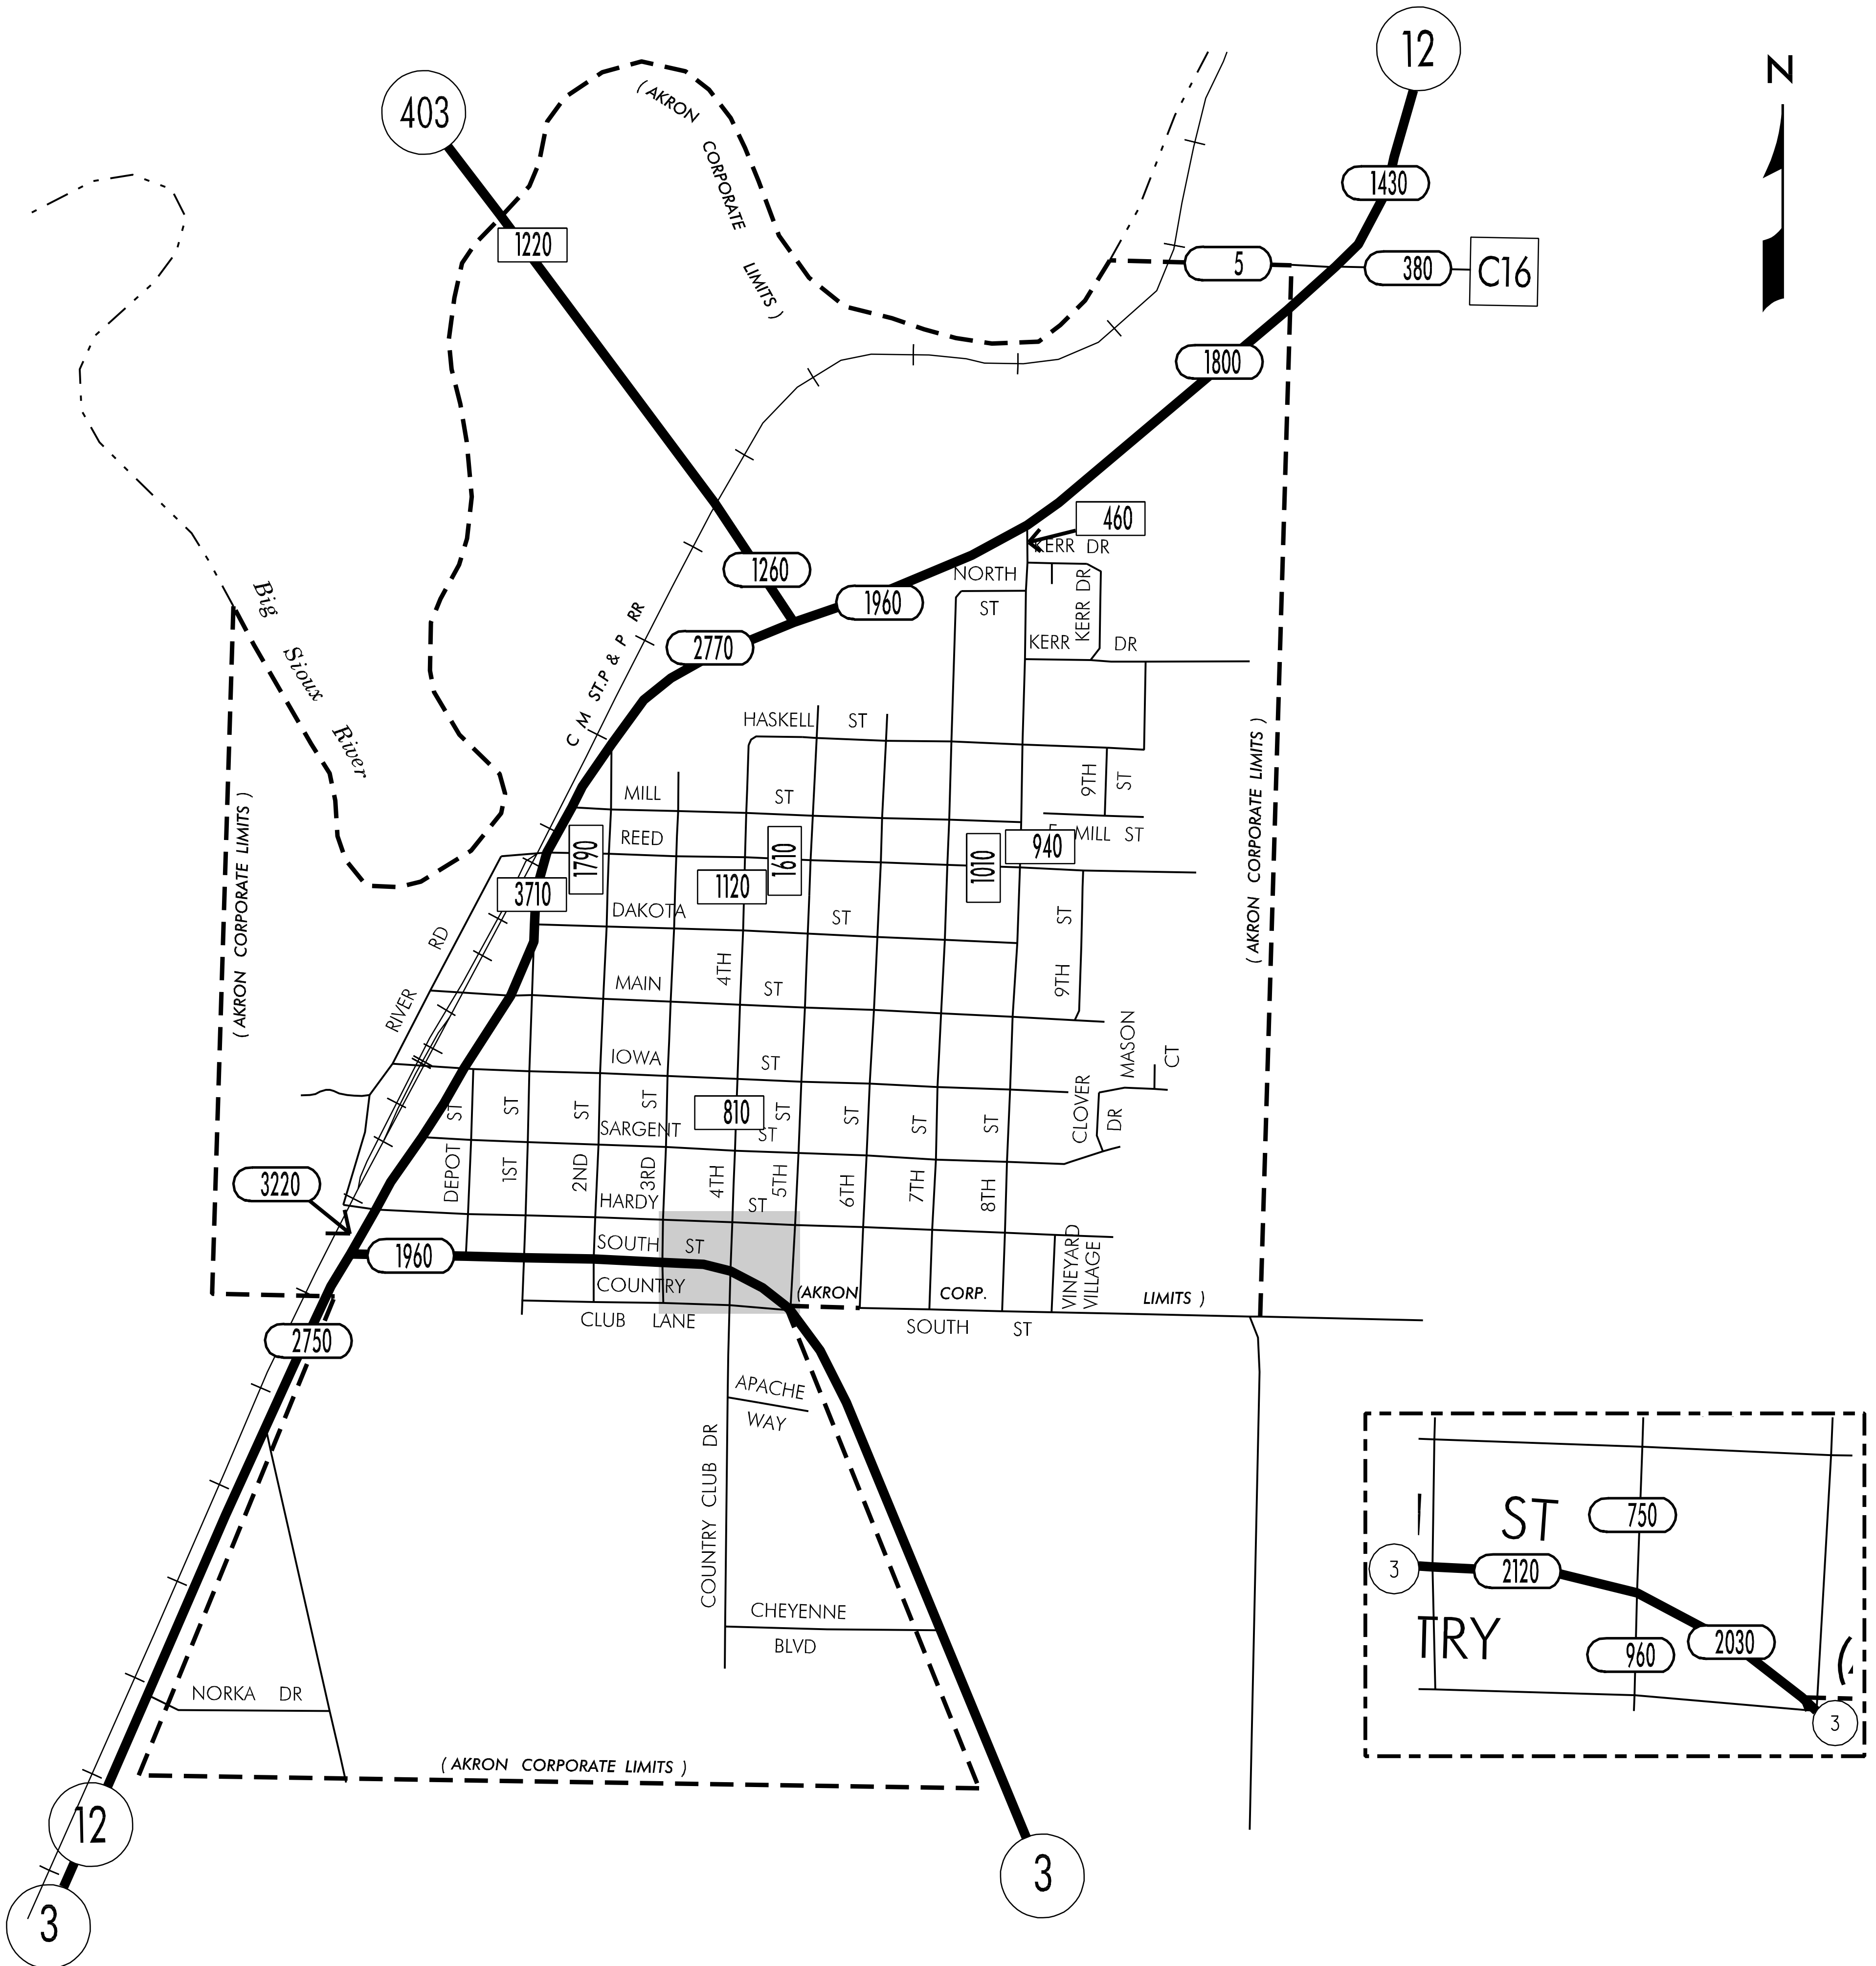 12
N
403
( AKRON
CORPORATE
LIMITS )
1430
1220
5
380
C16
1800
460
KERR DR
1260
NORTH
ST
1960
KERR DR
KERR DR
2770
Big
Sioux
River
C M ST.P & P RR
HASKELL ST
( AKRON CORPORATE LIMITS )
( AKRON CORPORATE LIMITS )
9TH ST
MILL ST
REED
MILL ST
1790
1610
1010
940
3710
1120
DAKOTA ST
RIVER RD
4TH
9TH ST
MAIN ST
MASON
CT
IOWA ST
CLOVER
DR
810
DEPOT ST
1ST ST
2ND ST
3RD ST
4TH
5TH ST
6TH ST
7TH ST
8TH ST
SARGENT ST
3220
HARDY ST
1960
SOUTH ST
VINEYARD
VILLAGE
COUNTRY
CLUB LANE
(AKRON CORP. LIMITS )
SOUTH ST
2750
APACHE
WAY
COUNTRY CLUB DR
CHEYENNE
BLVD
ST
750
3
2120
TRY
960
2030
3
NORKA DR
( AKRON CORPORATE LIMITS )
12
3
3